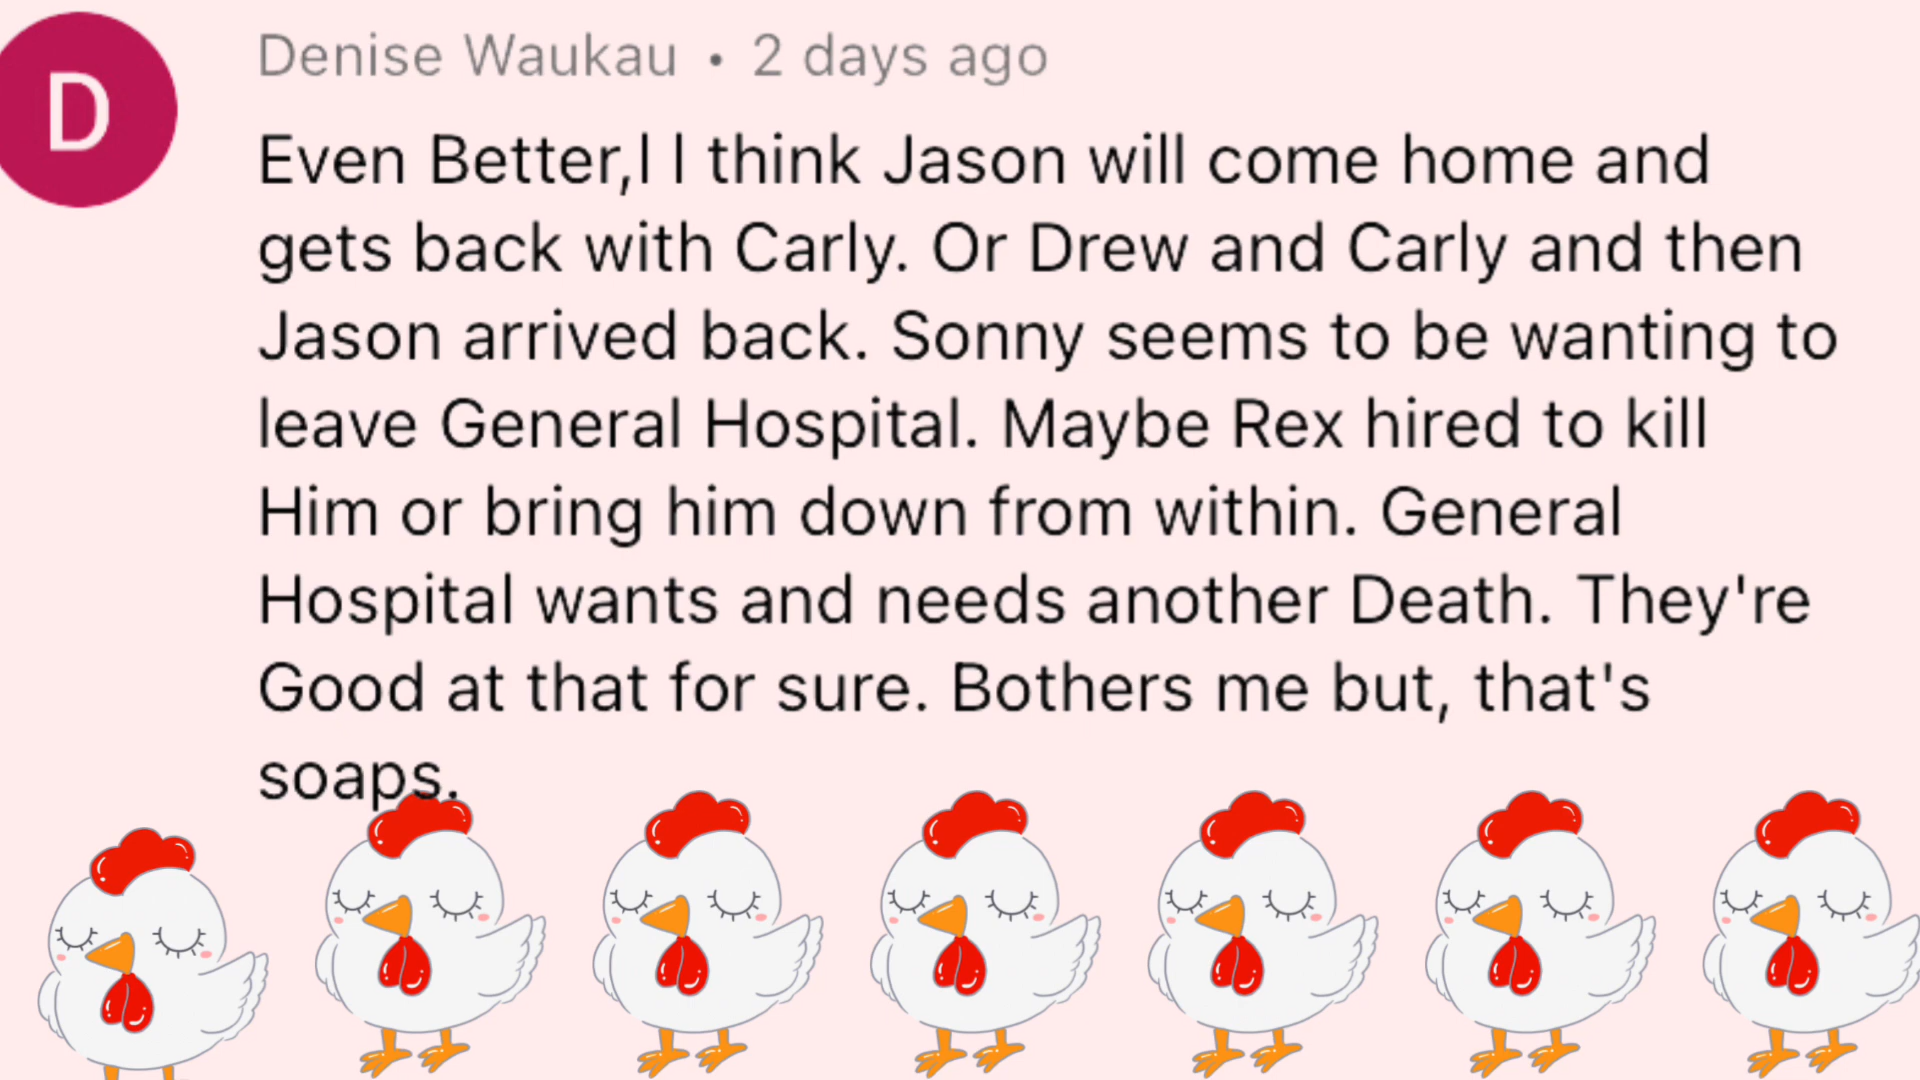 D
Denise Waukau • 2 days ago
Even Better,I I think Jason will come home and
gets back with Carly. Or Drew and Carly and then
Jason arrived back. Sonny seems to be wanting to
leave General Hospital. Maybe Rex hired to kill
Him or bring him down from within. General
Hospital wants and needs another Death. They're
Good at that for sure. Bothers me but, that's
soaps.